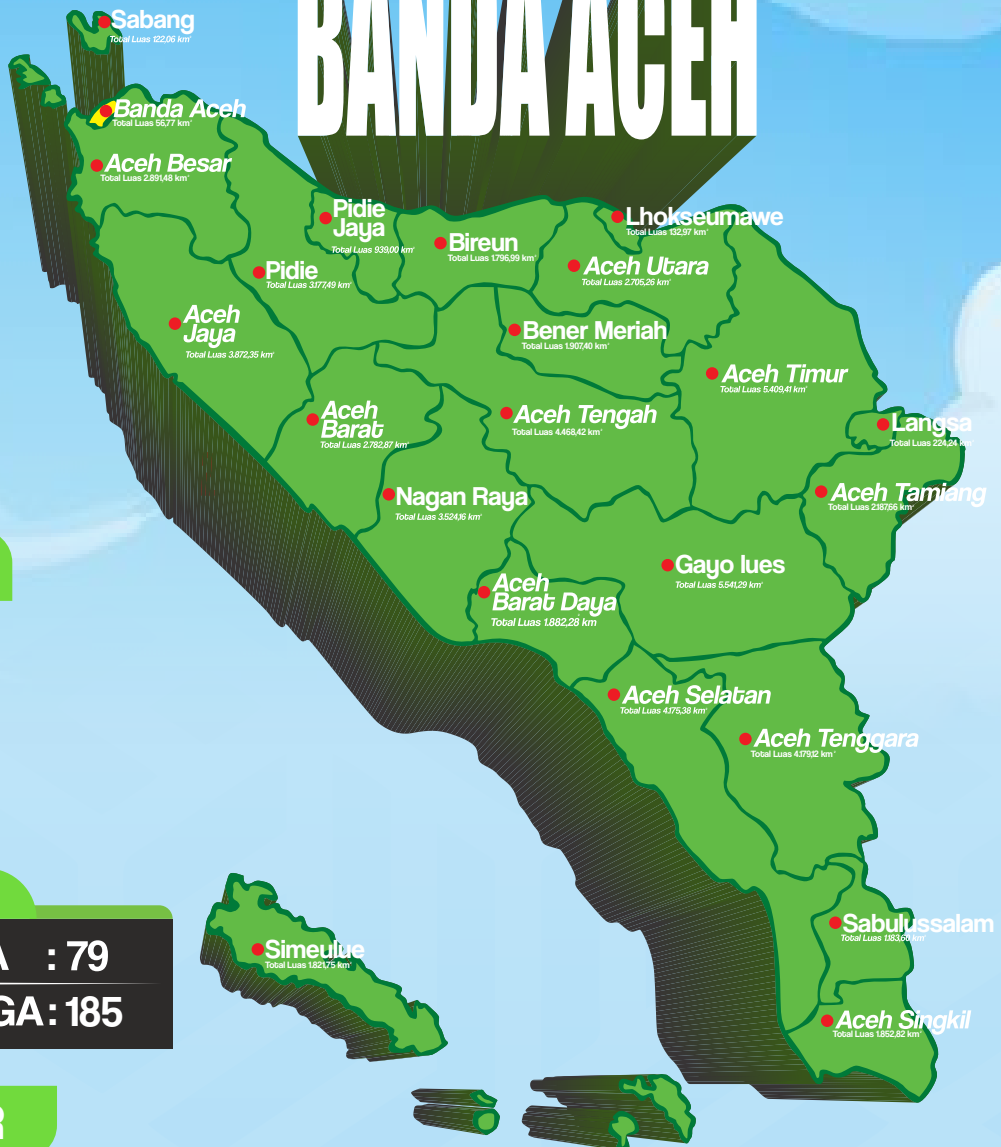 BANDA ACEH
Sabang
Total Luas 122,06 km²
Banda Aceh
Total Luas 56,77 km²
Aceh Besar
Total Luas 2.891,48 km²
Pidie
Jaya
Total Luas 939,00 km²
Lhokseumawe
Total Luas 132,97 km²
Bireun
Total Luas 1.796,99 km²
Pidie
Total Luas 3.177,49 km²
Aceh Utara
Total Luas 2.705,26 km²
Aceh
Jaya
Total Luas 3.872,35 km²
Bener Meriah
Total Luas 1.907,40 km²
Aceh Timur
Total Luas 5.409,41 km²
Aceh
Barat
Total Luas 2.782,87 km²
Aceh Tengah
Total Luas 4.468,42 km²
Langsa
Total Luas 224,24 km²
Nagan Raya
Total Luas 3.524,16 km²
Aceh Tamiang
Total Luas 2.187,66 km²
Gayo lues
Total Luas 5.541,29 km²
Aceh
Barat Daya
Total Luas 1.882,28 km
Aceh Selatan
Total Luas 4.175,38 km²
Aceh Tenggara
Total Luas 4.179,12 km²
Sabulussalam
Total Luas 1.183,60 km²
Simeulue
Total Luas 1.821,75 km²
Aceh Singkil
Total Luas 1.852,82 km²
A : 79
GA : 185
R